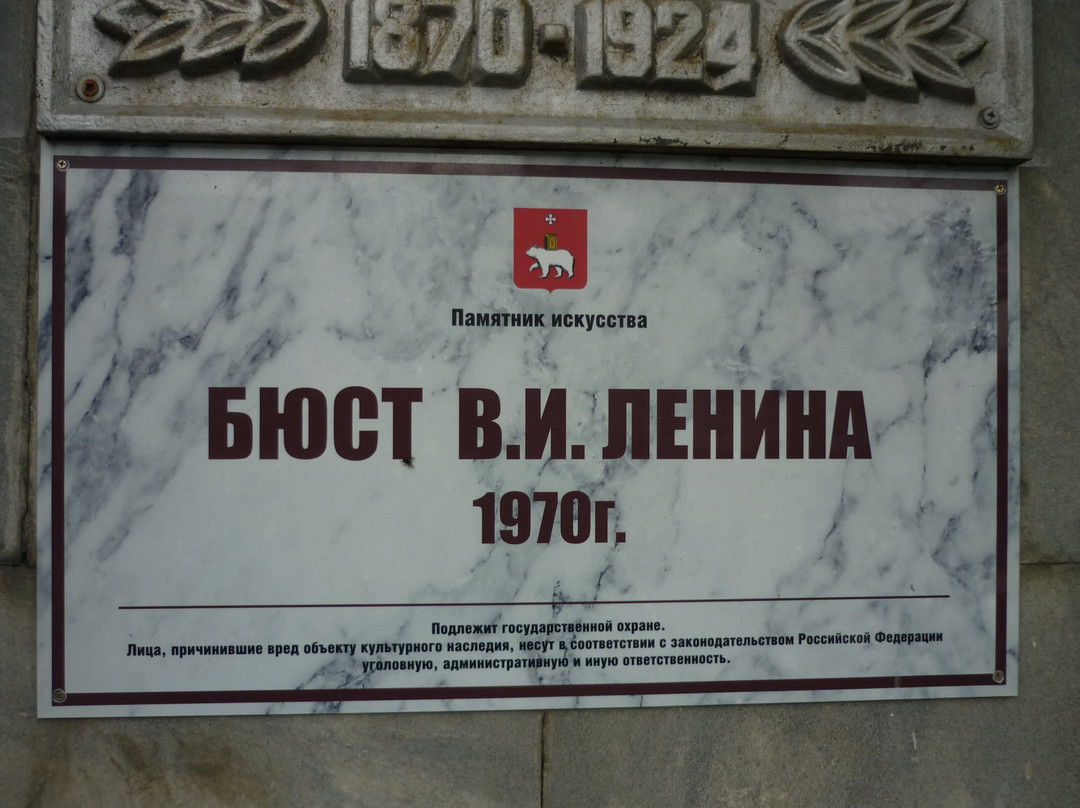 1870-1924
Памятник искусства
БЮСТ В.И. ЛЕНИНА
1970г.
Подлежит государственной охране.
Лица, причинившие вред объекту культурного наследия, несут в соответствии с законодательством Российской Федерации
уголовную, административную и иную ответственность.